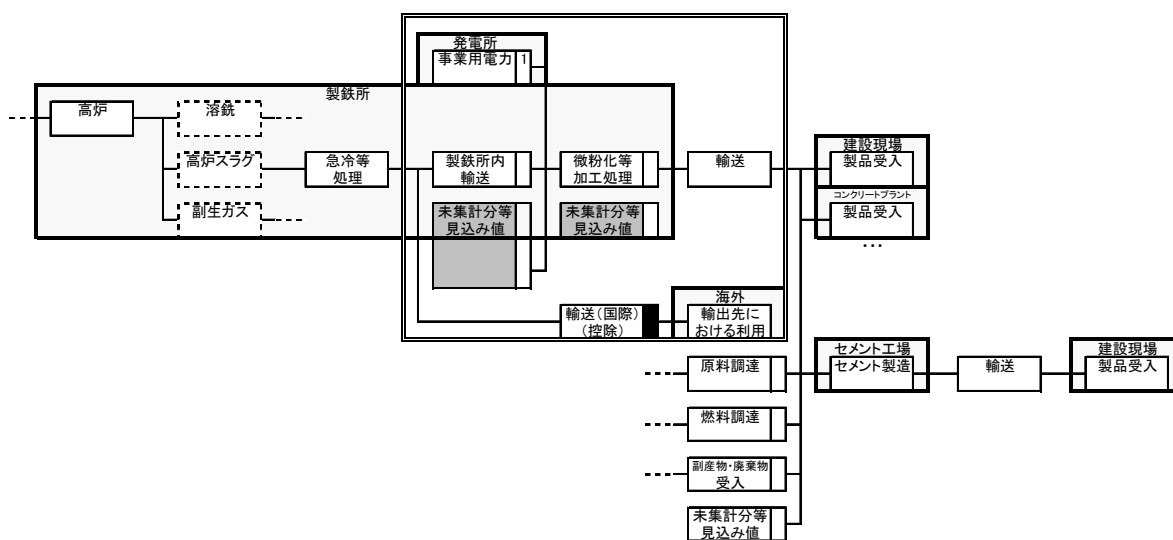 発電所
事業用電力
1
製鉄所
高炉
溶銑
高炉スラグ
副生ガス
急冷等
処理
製鉄所内
輸送
微粉化等
加工処理
輸送
未集計分等
見込み値
未集計分等
見込み値
建設現場
製品受入
コンクリートプラント
製品受入
…
海外
輸送(国際)
(控除)
輸出先に
おける利用
原料調達
セメント工場
セメント製造
輸送
建設現場
製品受入
燃料調達
副産物・廃棄物
受入
未集計分等
見込み値